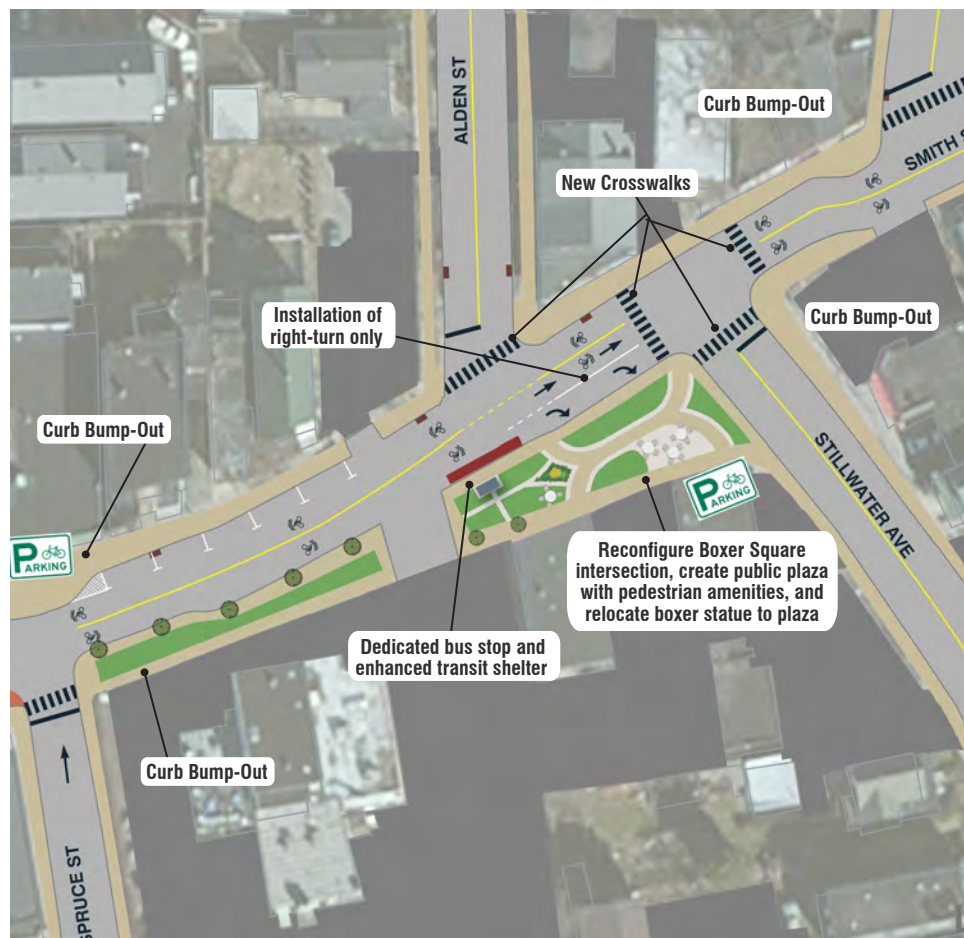 ALDEN ST
Curb Bump-Out
SMITH S
New Crosswalks
Installation of
right-turn only
Curb Bump-Out
Curb Bump-Out
STILLWATER AVE
P
PARKING
P
PARKING
Reconfigure Boxer Square
intersection, create public plaza
with pedestrian amenities, and
relocate boxer statue to plaza
Dedicated bus stop and
enhanced transit shelter
Curb Bump-Out
SPRUCE ST